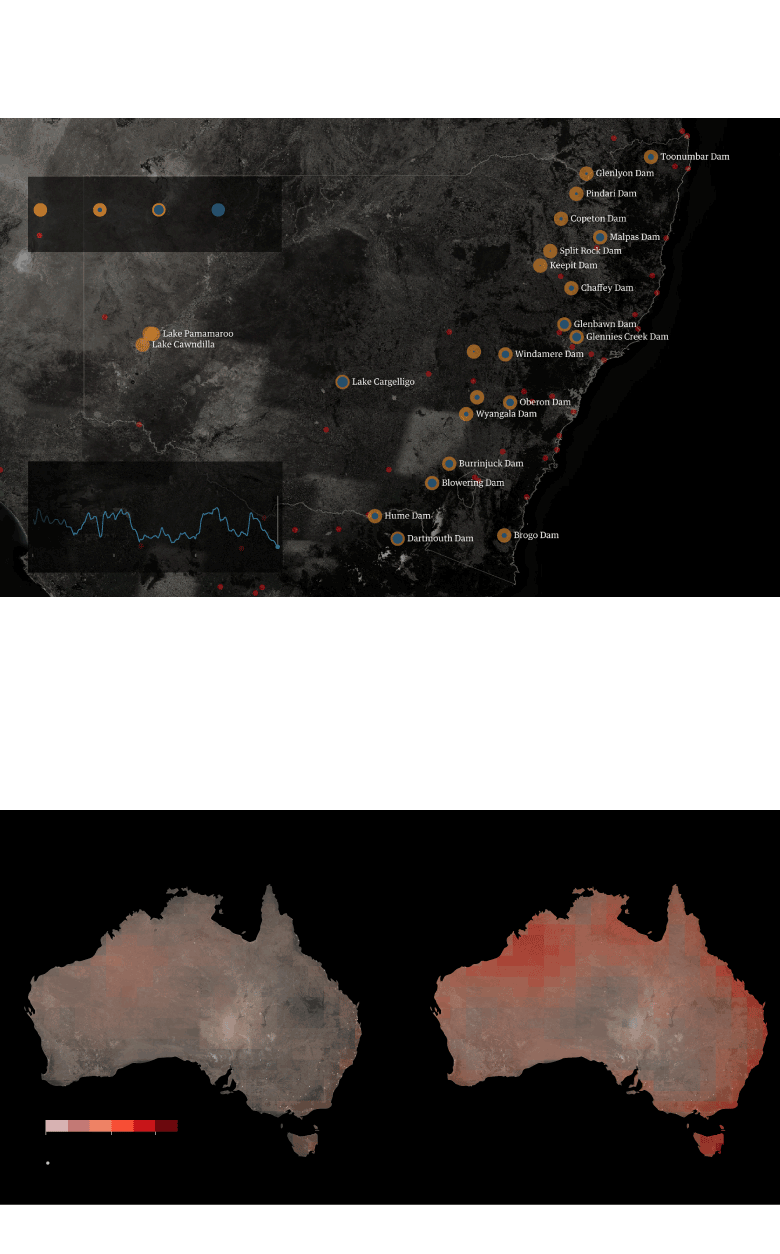 Toonumbar Dam
Glenlyon Dam
Pindari Dam
Copeton Dam
Malpas Dam
Split Rock Dam
Keepit Dam
Chaffey Dam
Glenbawn Dam
Lake Pamamaroo
Glennies Creek Dam
Lake Cawndilla
Windamere Dam
Lake Cargelligo
Oberon Dam
Wyangala Dam
Burrinjuck Dam
Blowering Dam
Hume Dam
Brogo Dam
Dartmouth Dam